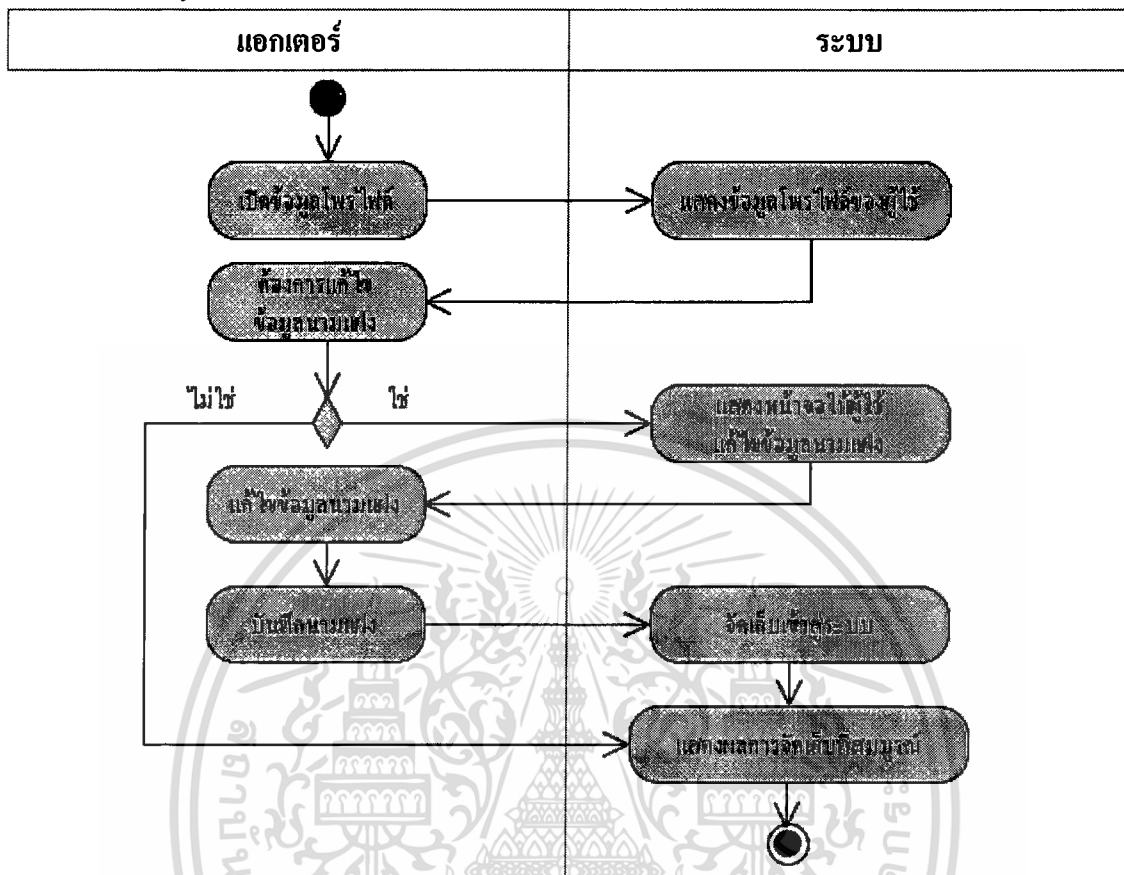 แอกเตอร์
ระบบ
เปิดข้อมูลโพรไฟล์
แสดงข้อมูลโพรไฟล์ของผู้ใช้
ต้องการแก้ไข
ข้อมูลนามแฝง
ไม่ใช่
ใช่
แสดงหน้าจอให้ผู้ใช้
แก้ไขข้อมูลนามแฝง
แก้ไขข้อมูลนามแฝง
บันทึกนามแฝง
จัดเก็บเข้าสู่ระบบ
แสดงผลการจัดเก็บที่สมบูรณ์